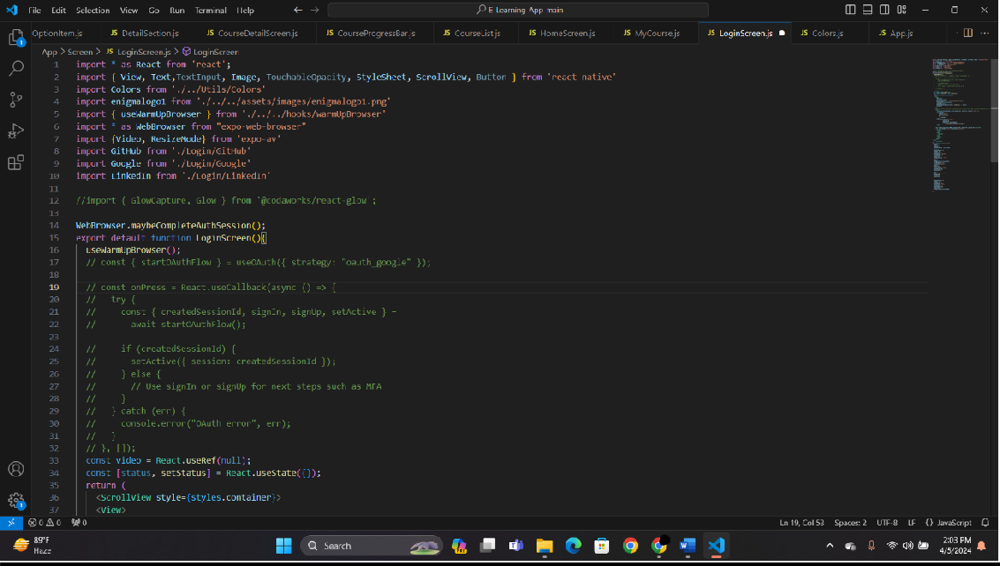 File Edit Selection View Go Run Terminal Help
E Learning App main
OptionItem.js JS DetailSection.js JS CourseDetailScreen.js JS CourseProgressBar.js JS CourseList.js JS HomeScreen.js JS MyCourse.js JS LoginScreen.js JS Colors.js JS App.js
App > Screen > JS LoginScreen.js > LoginScreen
1 import * as React from 'react';
2 import { View, Text,TextInput, Image, TouchableOpacity, StyleSheet, ScrollView, Button } from 'react-native'
3 import Colors from './../Utils/Colors'
4 import enigmalogo1 from './../../assets/images/enigmalogo1.png'
5 import { useWarmUpBrowser } from './../../hooks/warmUpBrowser'
6 import * as WebBrowser from "expo-web-browser"
7 import {Video, ResizeMode} from 'expo-av'
8 import GitHub from './Login/GitHub'
9 import Google from './Login/Google'
10 import LinkedIn from './Login/LinkedIn'
11
12 //import { GlowCapture, Glow } from '@codaworks/react-glow';
13
14 WebBrowser.maybeCompleteAuthSession();
15 export default function LoginScreen(){
16 useWarmUpBrowser();
17 // const { startOAuthFlow } = useOAuth({ strategy: "oauth_google" });
18
19 // const onPress = React.useCallback(async () => {
20 // try {
21 // const { createdSessionId, signIn, signUp, setActive } =
22 // await startOAuthFlow();
23
24 // if (createdSessionId) {
25 // setActive({ session: createdSessionId });
26 // } else {
27 // // Use signIn or signUp for next steps such as MFA
28 // }
29 // } catch (err) {
30 // console.error("OAuth error", err);
31 // }
32 // }, []);
33 const video = React.useRef(null);
34 const [status, setStatus] = React.useState({});
35 return (
36 <ScrollView style={styles.container}>
37 <View>
0 0 0 Ln 19, Col 53 Spaces: 2 UTF-8 LF {} JavaScript
89°F
Haze
Search
2:03 PM
4/5/2024